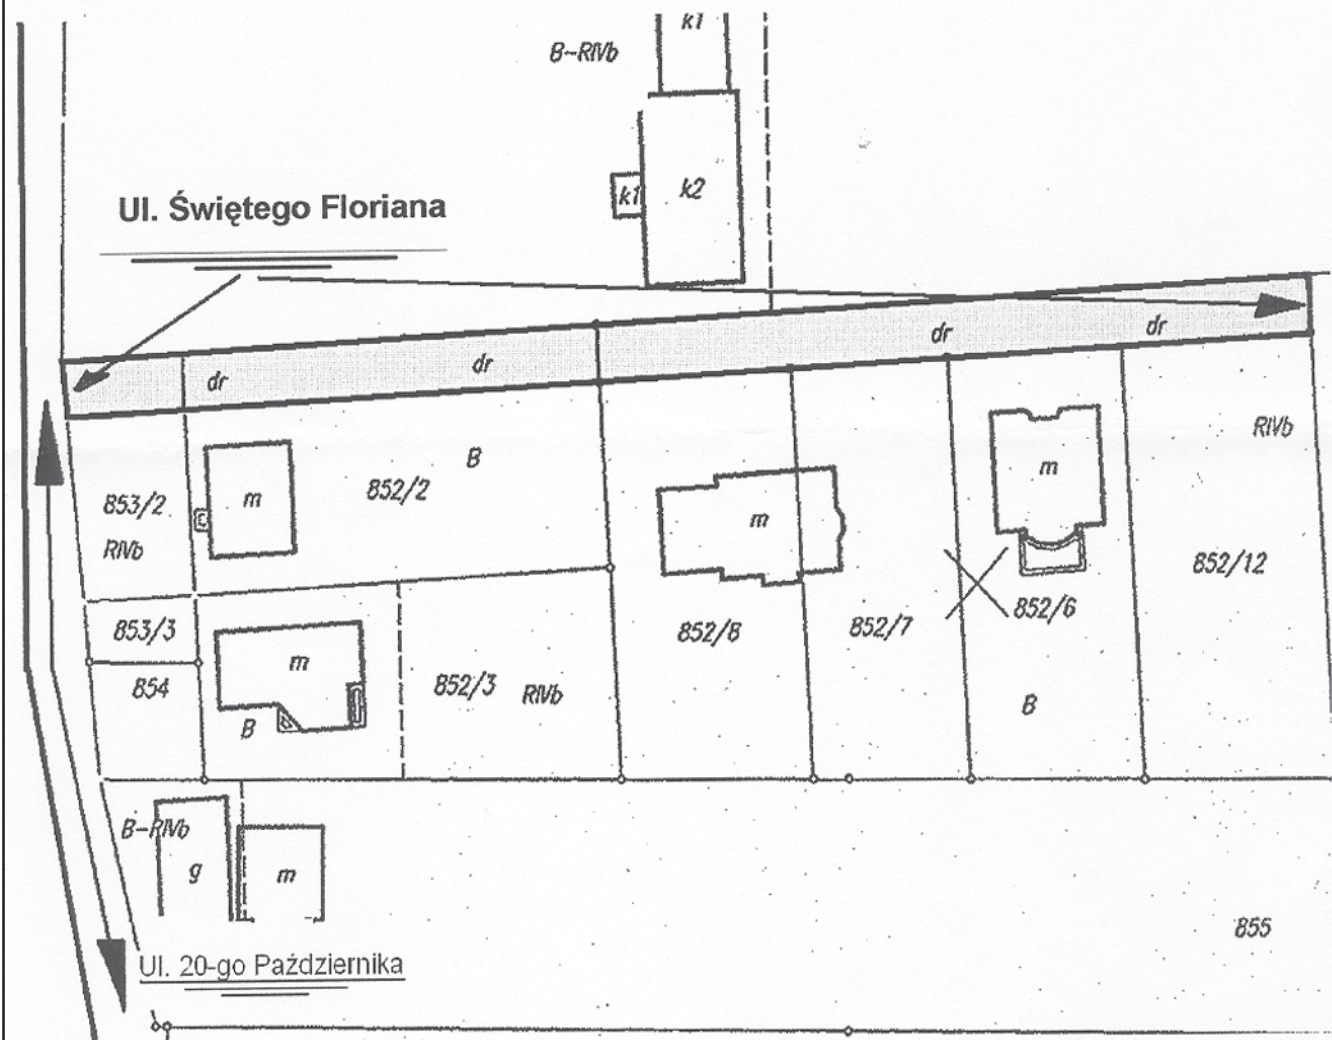 k1
B-RIVb
k1
k2
Ul. Świętego Floriana
dr
dr
dr
dr
B
RIVb
m
852/2
m
853/2
m
RIVb
852/12
852/6
853/3
852/8
852/7
m
854
852/3
RIVb
B
B
B-RIVb
g
m
855
Ul. 20-go Października